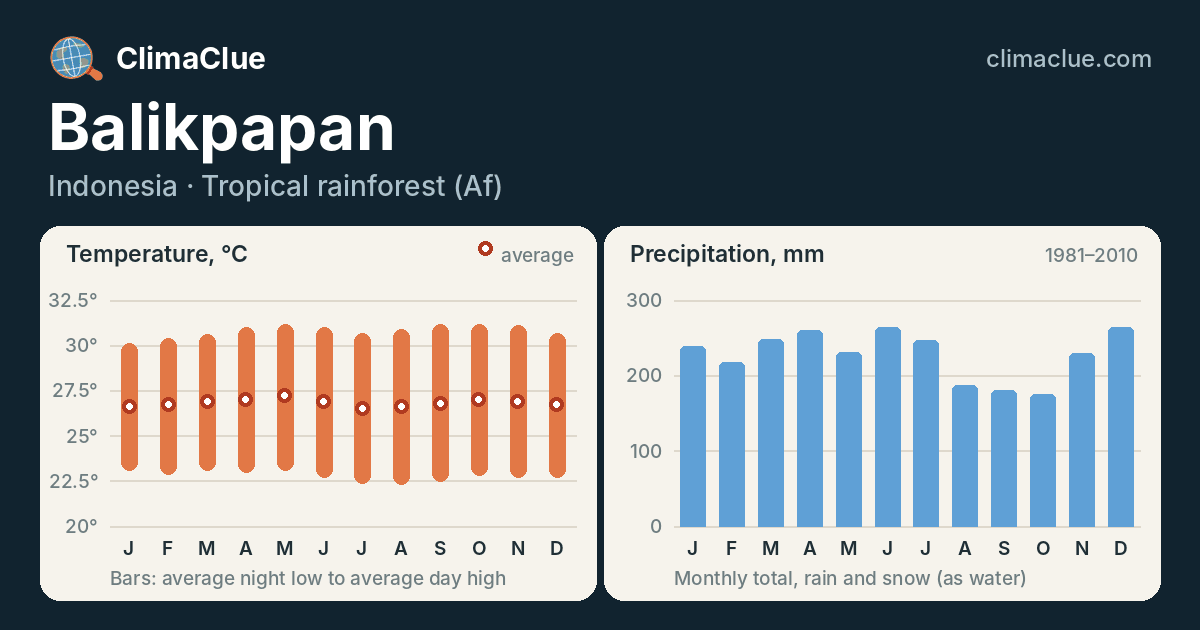 ClimaClue
climaclue.com
Balikpapan
Indonesia · Tropical rainforest (Af)
Temperature, °C
average
32.5°
30°
27.5°
25°
22.5°
20°
J F M A M J J A S O N D
Bars: average night low to average day high
Precipitation, mm
1981–2010
300
200
100
0
J F M A M J J A S O N D
Monthly total, rain and snow (as water)